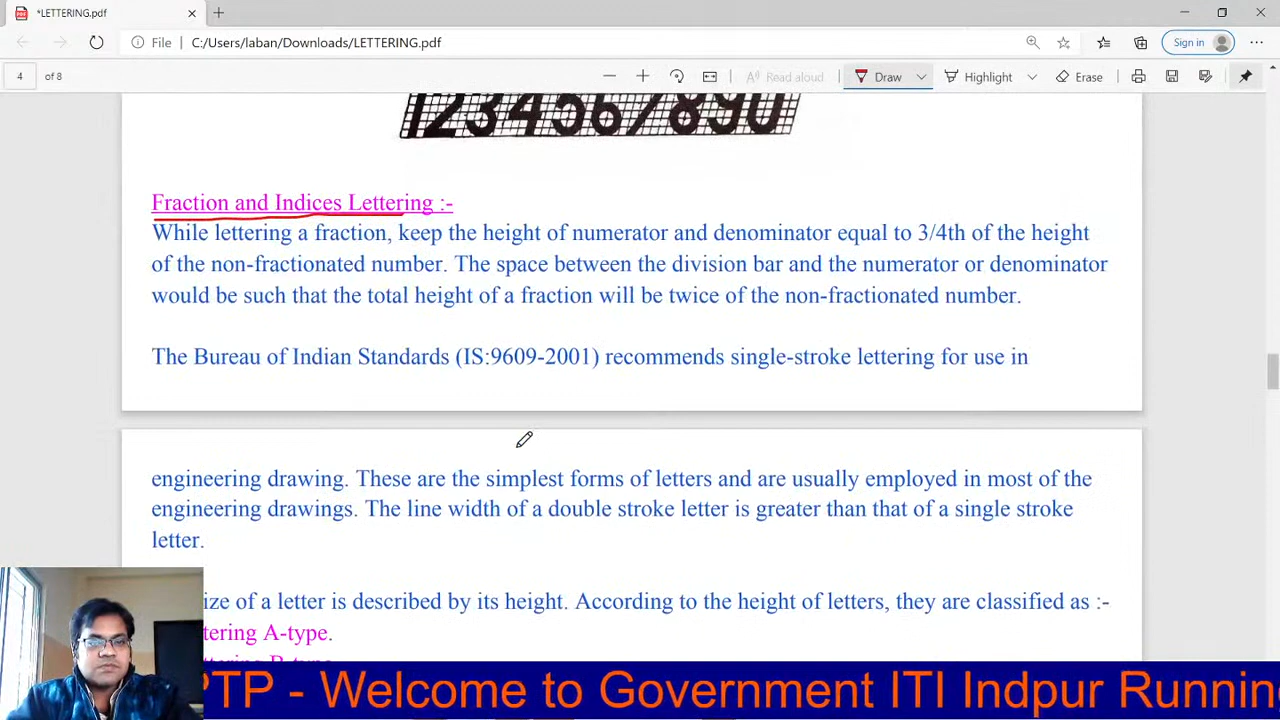 *LETTERING.pdf
File C:/Users/laban/Downloads/LETTERING.pdf
Sign in
4 of 8
Read aloud Draw Highlight Erase
1234567890
Fraction and Indices Lettering :-
While lettering a fraction, keep the height of numerator and denominator equal to 3/4th of the height
of the non-fractionated number. The space between the division bar and the numerator or denominator
would be such that the total height of a fraction will be twice of the non-fractionated number.
The Bureau of Indian Standards (IS:9609-2001) recommends single-stroke lettering for use in
engineering drawing. These are the simplest forms of letters and are usually employed in most of the
engineering drawings. The line width of a double stroke letter is greater than that of a single stroke
letter.
ize of a letter is described by its height. According to the height of letters, they are classified as :-
tering A-type.
PTP - Welcome to Government ITI Indpur Runnin